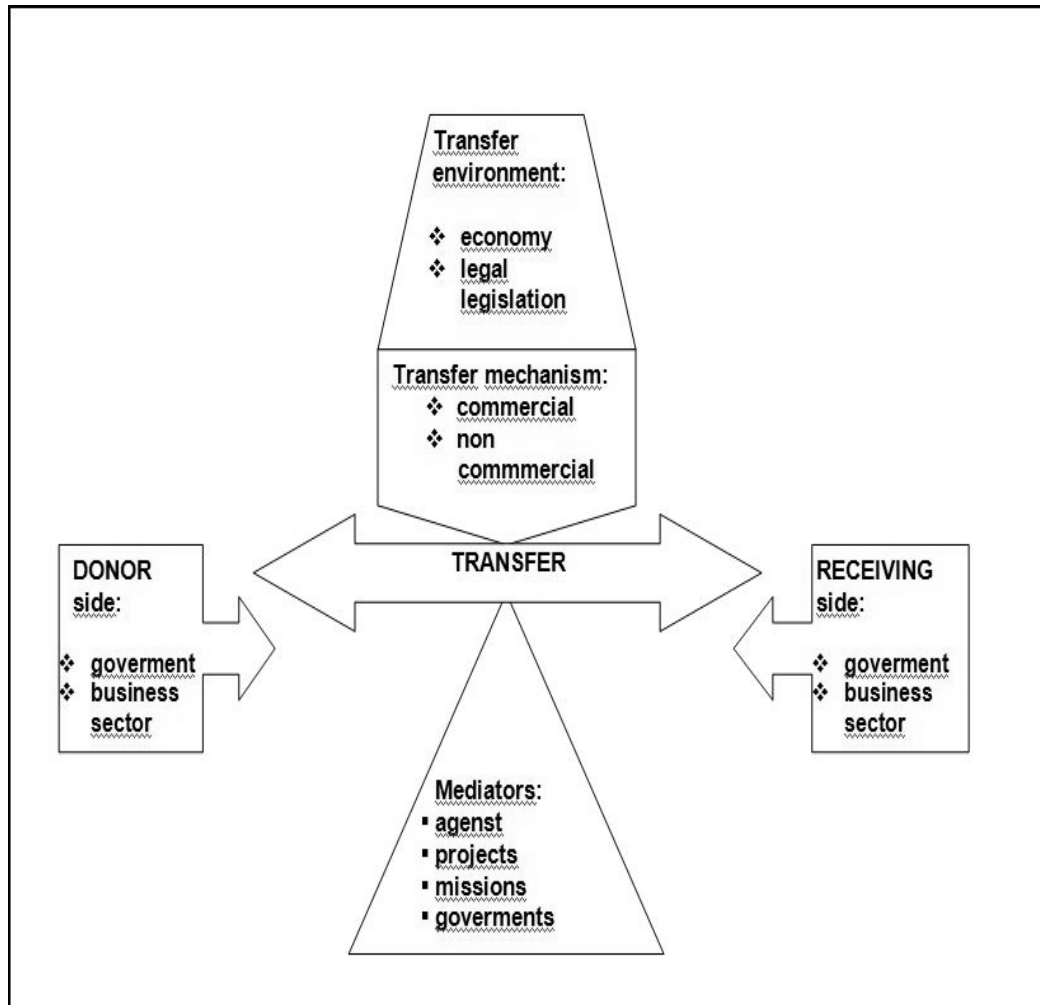 Transfer
environment:
❖ economy
❖ legal
legislation
Transfer mechanism:
❖ commercial
❖ non
commmercial
TRANSFER
DONOR
side:
❖ goverment
❖ business
sector
RECEIVING
side:
❖ goverment
❖ business
sector
Mediators:
▪ agenst
▪ projects
▪ missions
▪ goverments